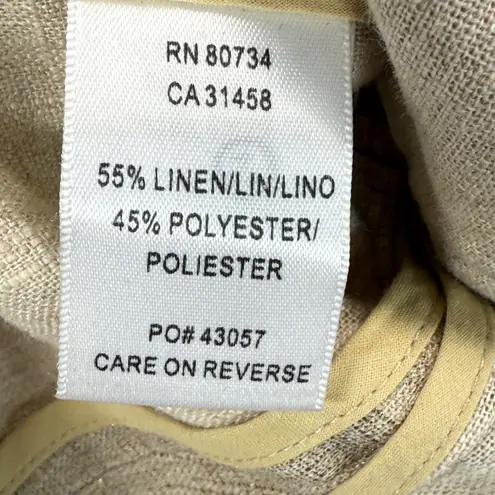 RN 80734
CA 31458
55% LINEN/LIN/LINO
45% POLYESTER/
POLIESTER
PO# 43057
CARE ON REVERSE